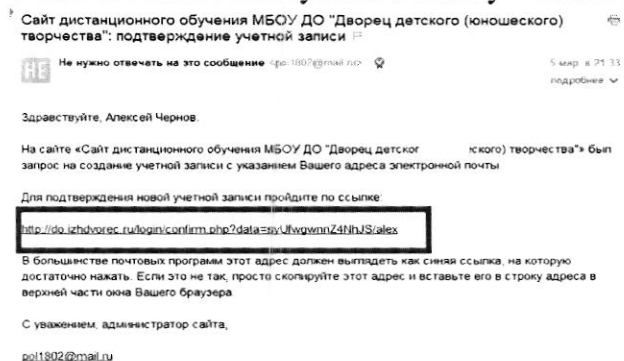 Сайт дистанционного обучения МБОУ ДО "Дворец детского (юношеского)
творчества": подтверждение учетной записи
НЕ Не нужно отвечать на это сообщение 5 мар. в 21:33
подробнее
Здравствуйте, Алексей Чернов.
На сайте «Сайт дистанционного обучения МБОУ ДО "Дворец детског ского) творчества"» был
запрос на создание учетной записи с указанием Вашего адреса электронной почты
Для подтверждения новой учетной записи пройдите по ссылке:
http://do.izhdvorec.ru/login/confirm.php?data=syUfwgwnnZ4NhJS/alex
В большинстве почтовых программ этот адрес должен выглядеть как синяя ссылка, на которую
достаточно нажать. Если это не так, просто скопируйте этот адрес и вставьте его в строку адреса в
верхней части окна Вашего браузера
С уважением, администратор сайта,
pol1802@mail.ru